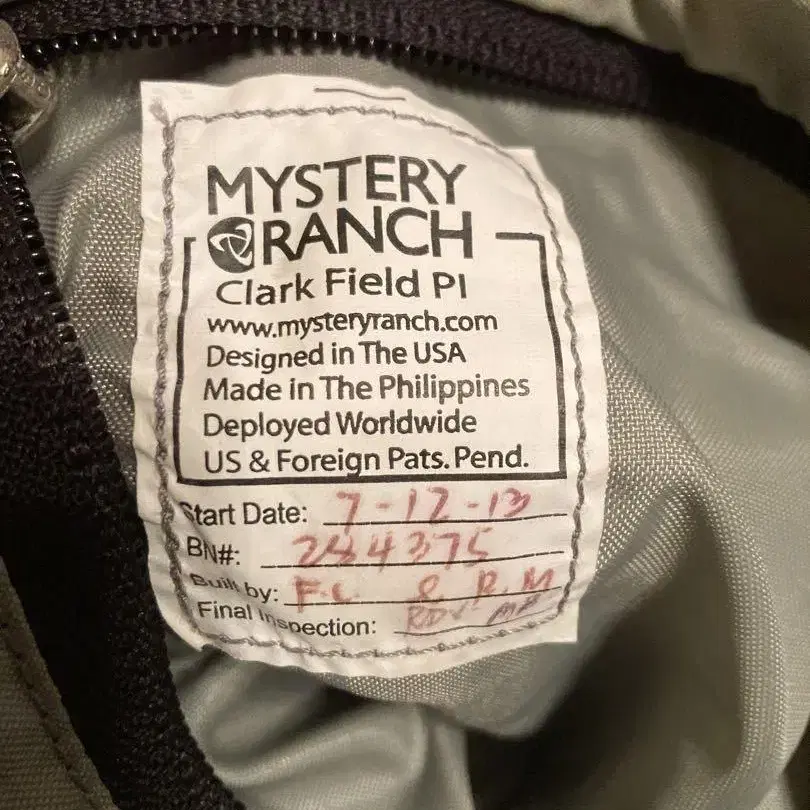 MYSTERY
RANCH
Clark Field PI
www.mysteryranch.com
Designed in The USA
Made in The Philippines
Deployed Worldwide
US & Foreign Pats. Pend.
Start Date: 7-12-13
BN#: 284375
Built by: F.C & R.M
Final Inspection: